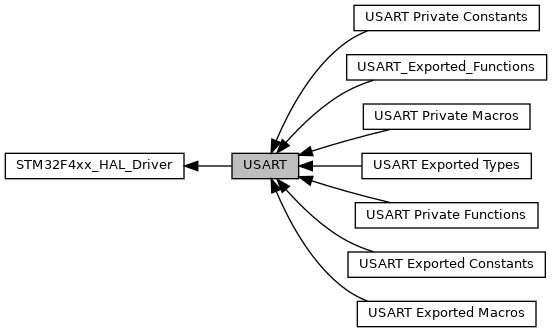 USART Private Constants
USART_Exported_Functions
USART Private Macros
STM32F4xx_HAL_Driver
USART
USART Exported Types
USART Private Functions
USART Exported Constants
USART Exported Macros